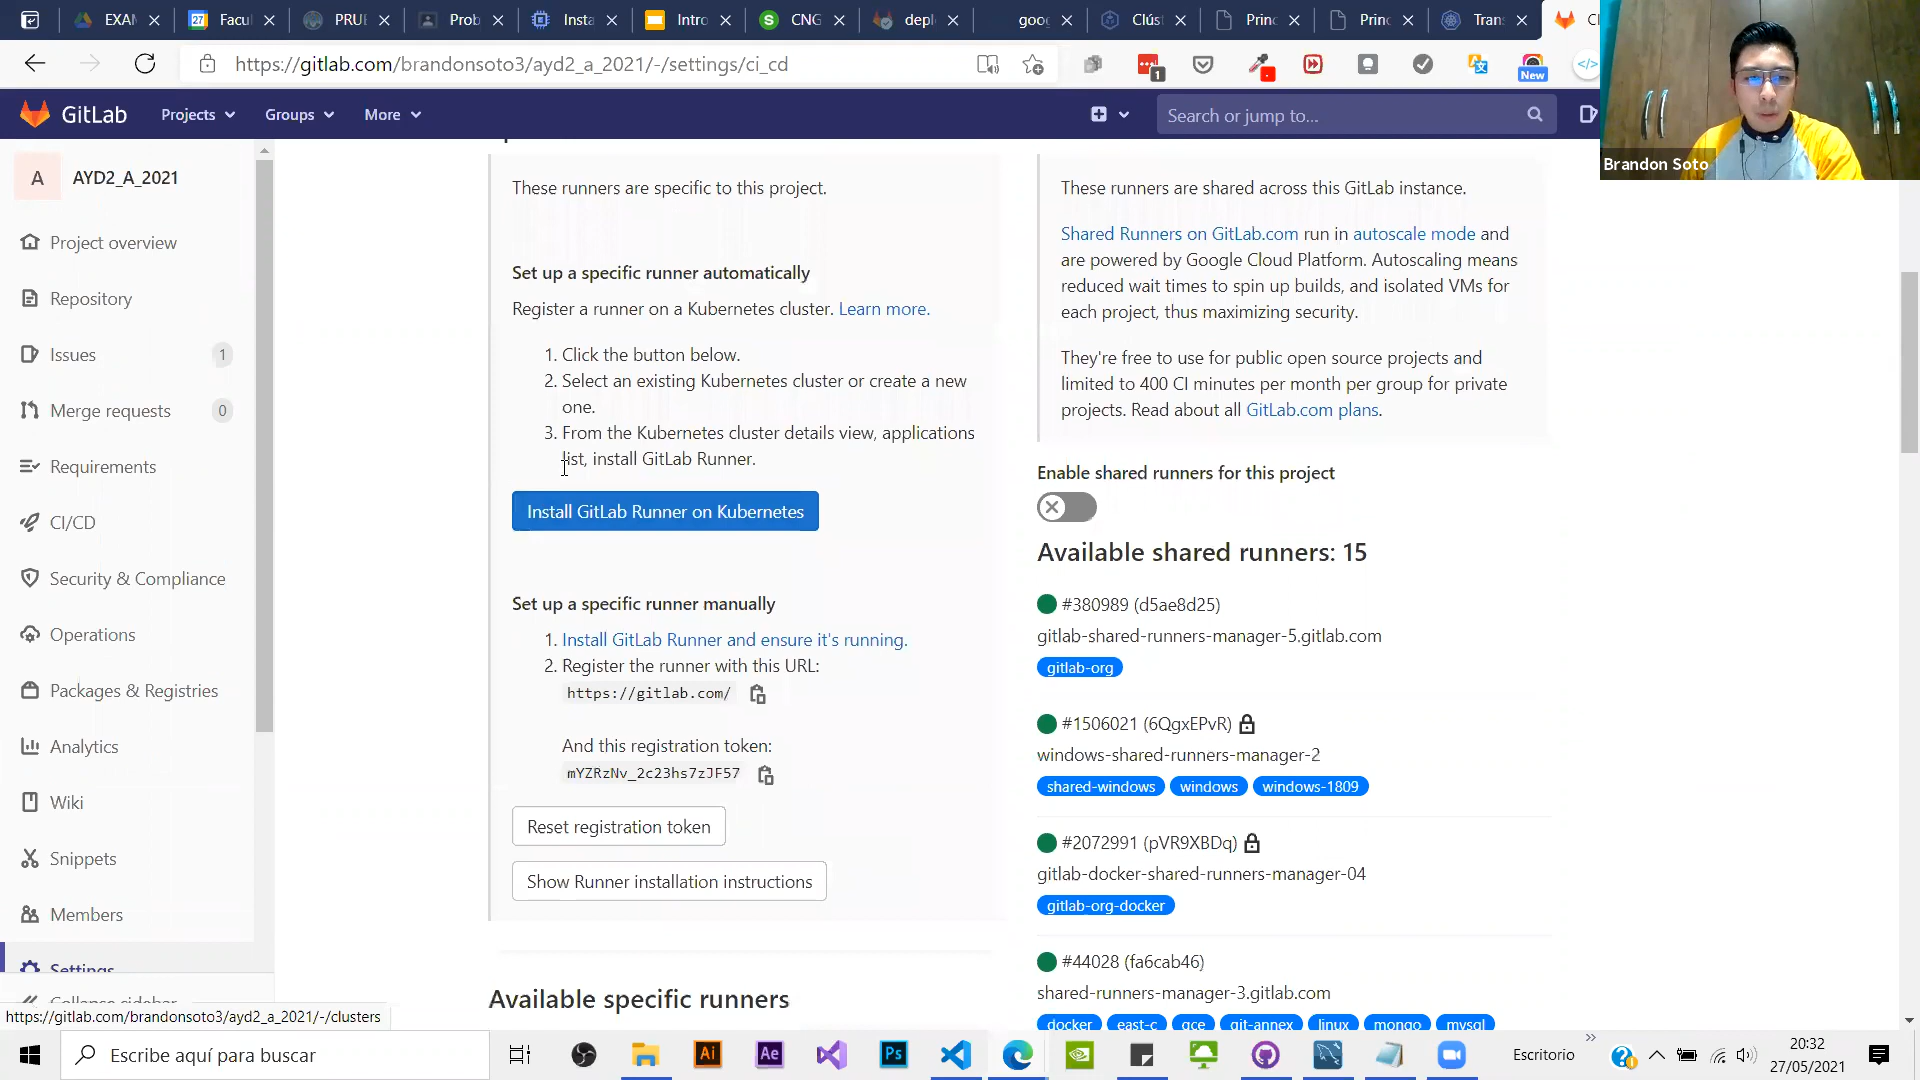 EXAM
Facul
PRUE
Prob
Insta
Intro
CNG
depl
goog
Clúst
Princ
Princ
Trans
https://gitlab.com/brandonsoto3/ayd2_a_2021/-/settings/ci_cd
1
New
GitLab
Projects
Groups
More
Search or jump to...
Brandon Soto
A
AYD2_A_2021
Project overview
Repository
Issues
1
Merge requests
0
Requirements
CI/CD
Security & Compliance
Operations
Packages & Registries
Analytics
Wiki
Snippets
Members
Settings
Collapse sidebar
https://gitlab.com/brandonsoto3/ayd2_a_2021/-/clusters
These runners are specific to this project.
Set up a specific runner automatically
Register a runner on a Kubernetes cluster. Learn more.
1. Click the button below.
2. Select an existing Kubernetes cluster or create a new
one.
3. From the Kubernetes cluster details view, applications
list, install GitLab Runner.
Install GitLab Runner on Kubernetes
Set up a specific runner manually
1. Install GitLab Runner and ensure it's running.
2. Register the runner with this URL:
https://gitlab.com/
And this registration token:
mYZRzNv_2c23hs7zJF57
Reset registration token
Show Runner installation instructions
Available specific runners
These runners are shared across this GitLab instance.
Shared Runners on GitLab.com run in autoscale mode and
are powered by Google Cloud Platform. Autoscaling means
reduced wait times to spin up builds, and isolated VMs for
each project, thus maximizing security.
They're free to use for public open source projects and
limited to 400 CI minutes per month per group for private
projects. Read about all GitLab.com plans.
Enable shared runners for this project
Available shared runners: 15
#380989 (d5ae8d25)
gitlab-shared-runners-manager-5.gitlab.com
gitlab-org
#1506021 (6QgxEPvR)
windows-shared-runners-manager-2
shared-windows windows windows-1809
#2072991 (pVR9XBDq)
gitlab-docker-shared-runners-manager-04
gitlab-org-docker
#44028 (fa6cab46)
shared-runners-manager-3.gitlab.com
docker east-c gce git-annex linux mongo mysql
Escribe aquí para buscar
Escritorio
20:32
27/05/2021